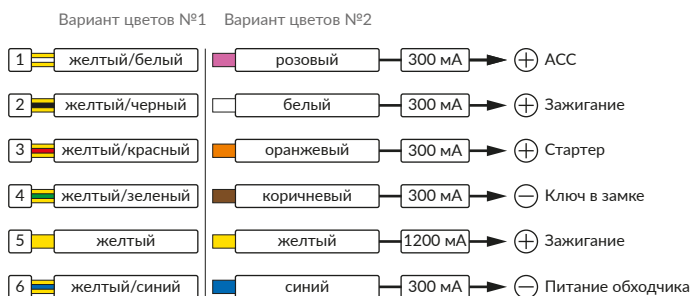 Вариант цветов №1 Вариант цветов №2
1 желтый/белый розовый 300 мА + ACC
2 желтый/черный белый 300 мА + Зажигание
3 желтый/красный оранжевый 300 мА + Стартер
4 желтый/зеленый коричневый 300 мА − Ключ в замке
5 желтый желтый 1200 мА + Зажигание
6 желтый/синий синий 300 мА − Питание обходчика